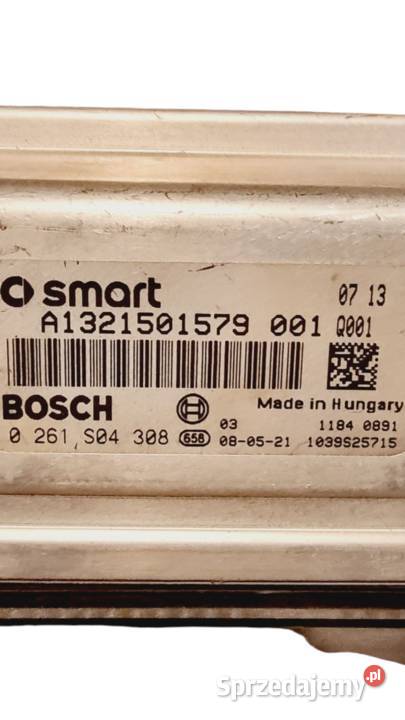 smart 07 13
A1321501579 001 Q001
BOSCH Made in Hungary
03 1184 0891
0 261 S04 308 658 08-05-21 1039S25715
Sprzedajemy.pl